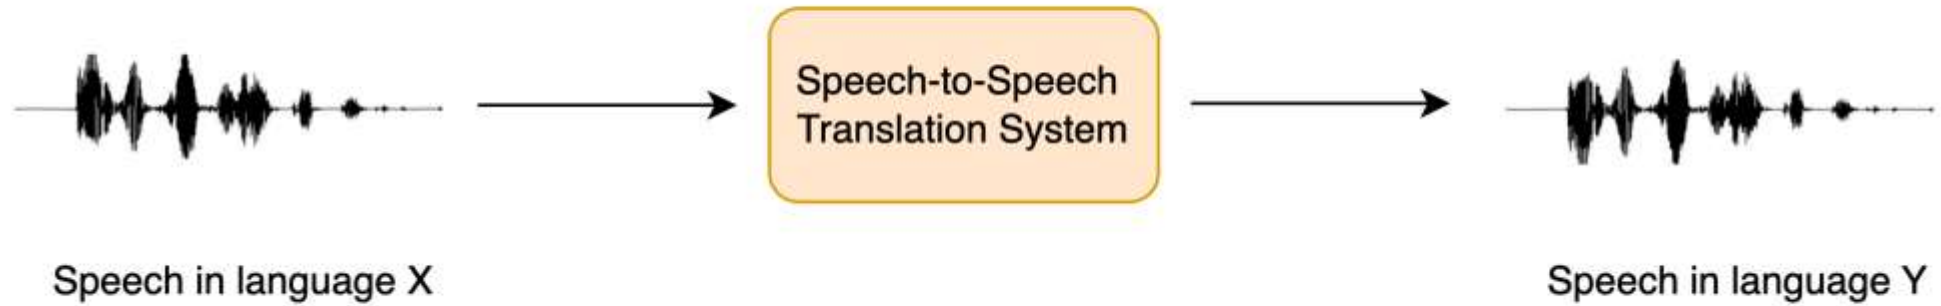 Speech-to-Speech
Translation System
Speech in language X
Speech in language Y